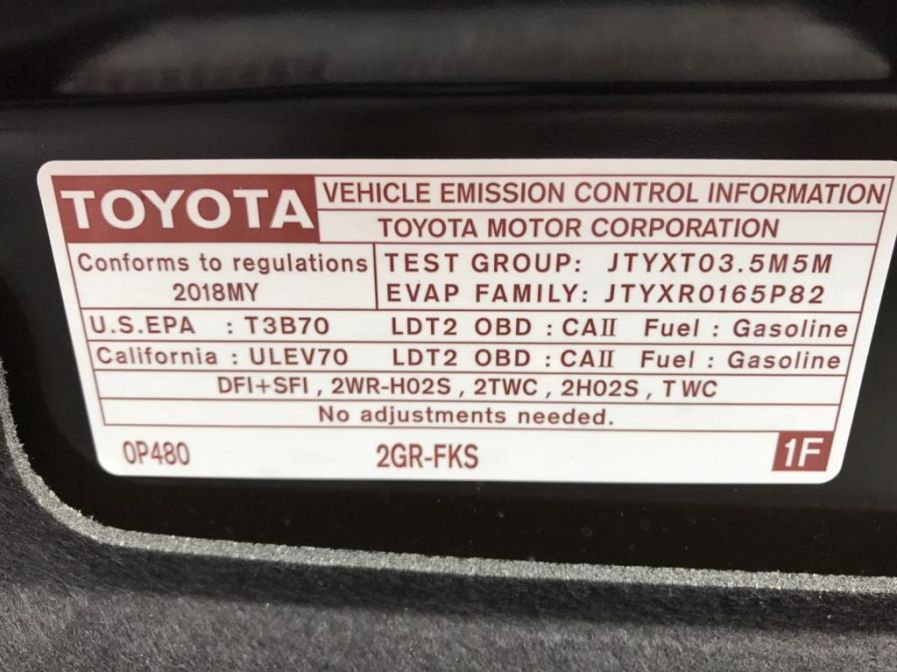 TOYOTA
VEHICLE EMISSION CONTROL INFORMATION
TOYOTA MOTOR CORPORATION
Conforms to regulations
2018MY
TEST GROUP: JTYXT03.5M5M
EVAP FAMILY: JTYXR0165P82
U.S.EPA : T3B70 LDT2 OBD : CAII Fuel : Gasoline
California : ULEV70 LDT2 OBD : CAII Fuel : Gasoline
DFI+SFI , 2WR-HO2S , 2TWC , 2HO2S , TWC
No adjustments needed.
0P480 2GR-FKS 1F